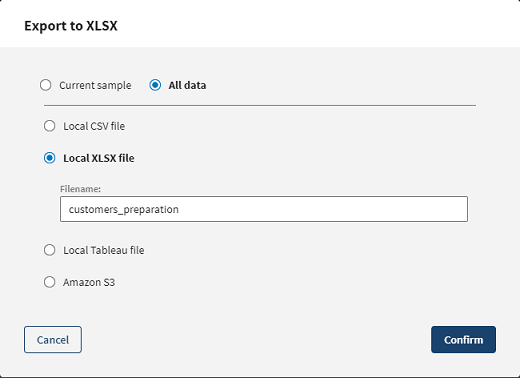 Export to XLSX
Current sample All data
Local CSV file
Local XLSX file
Filename:
customers_preparation
Local Tableau file
Amazon S3
Cancel Confirm